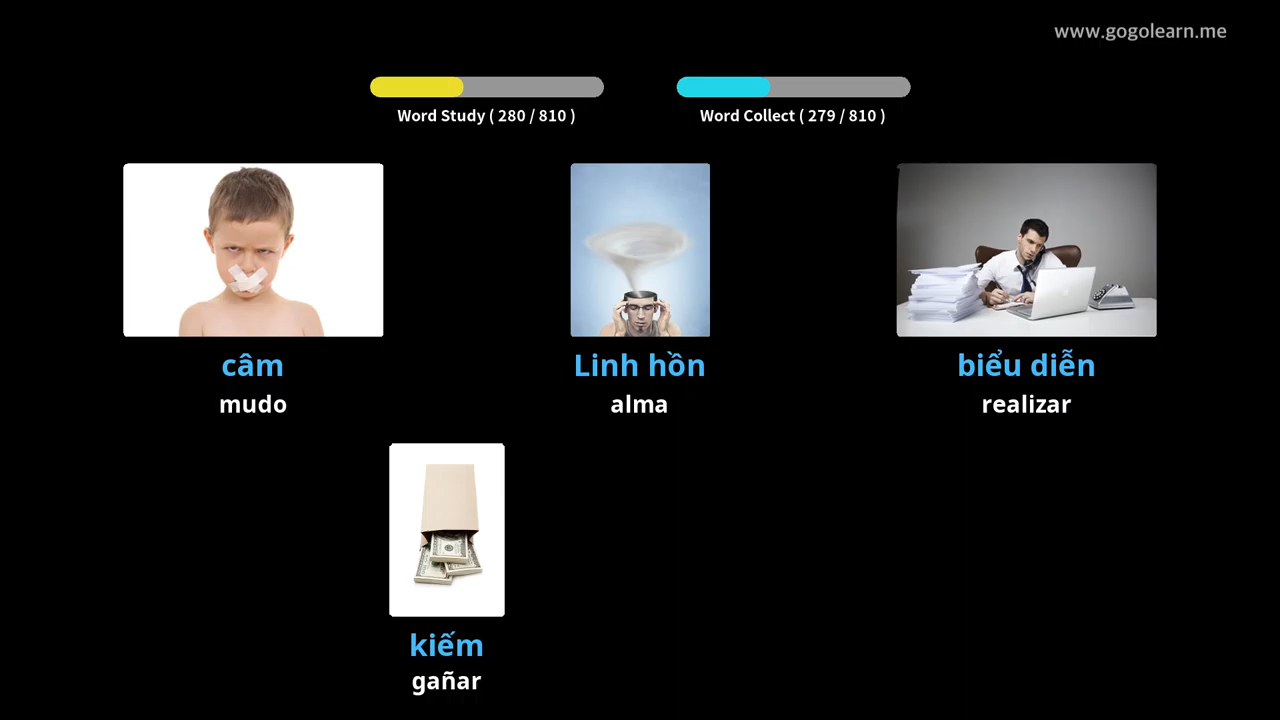 www.gogolearn.me
Word Study ( 280 / 810 )
Word Collect ( 279 / 810 )
câm
mudo
Linh hồn
alma
biểu diễn
realizar
kiếm
gañar